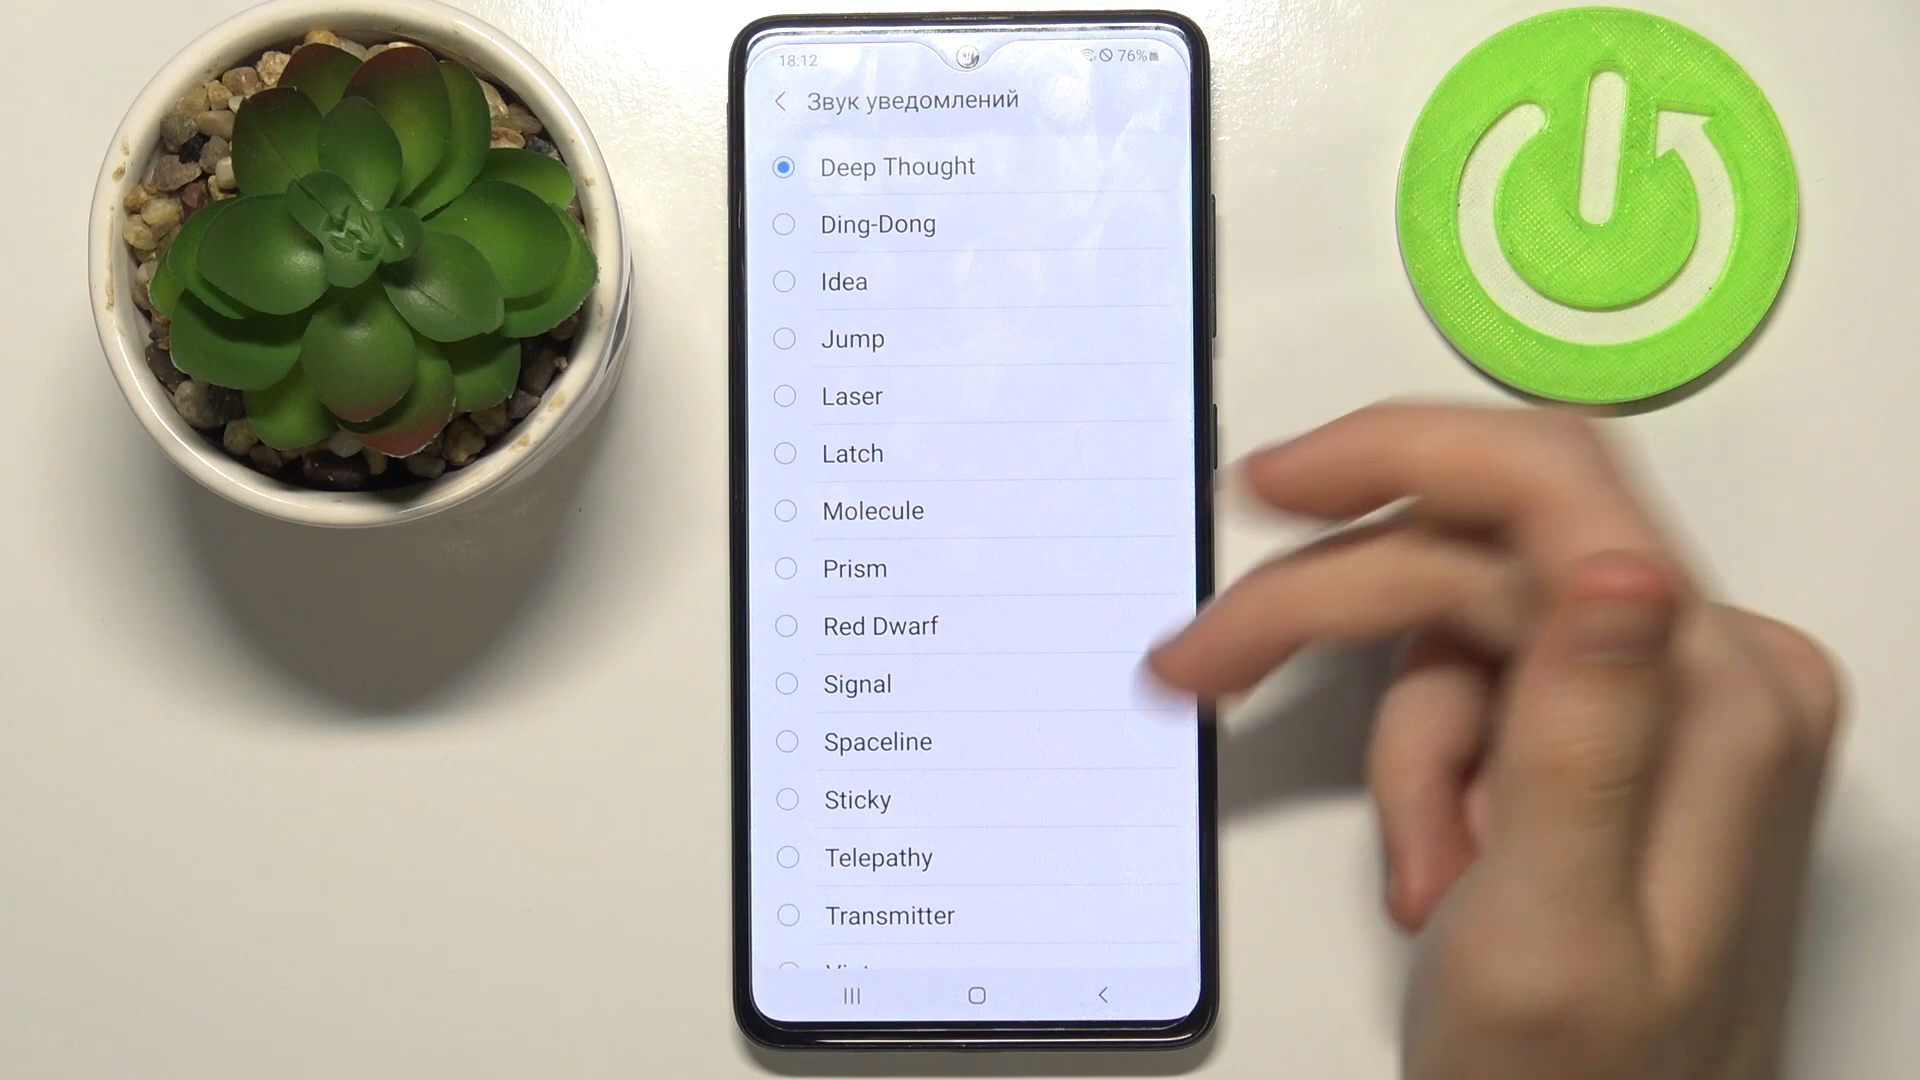 18:12
76%
Звук уведомлений
Deep Thought
Ding-Dong
Idea
Jump
Laser
Latch
Molecule
Prism
Red Dwarf
Signal
Spaceline
Sticky
Telepathy
Transmitter